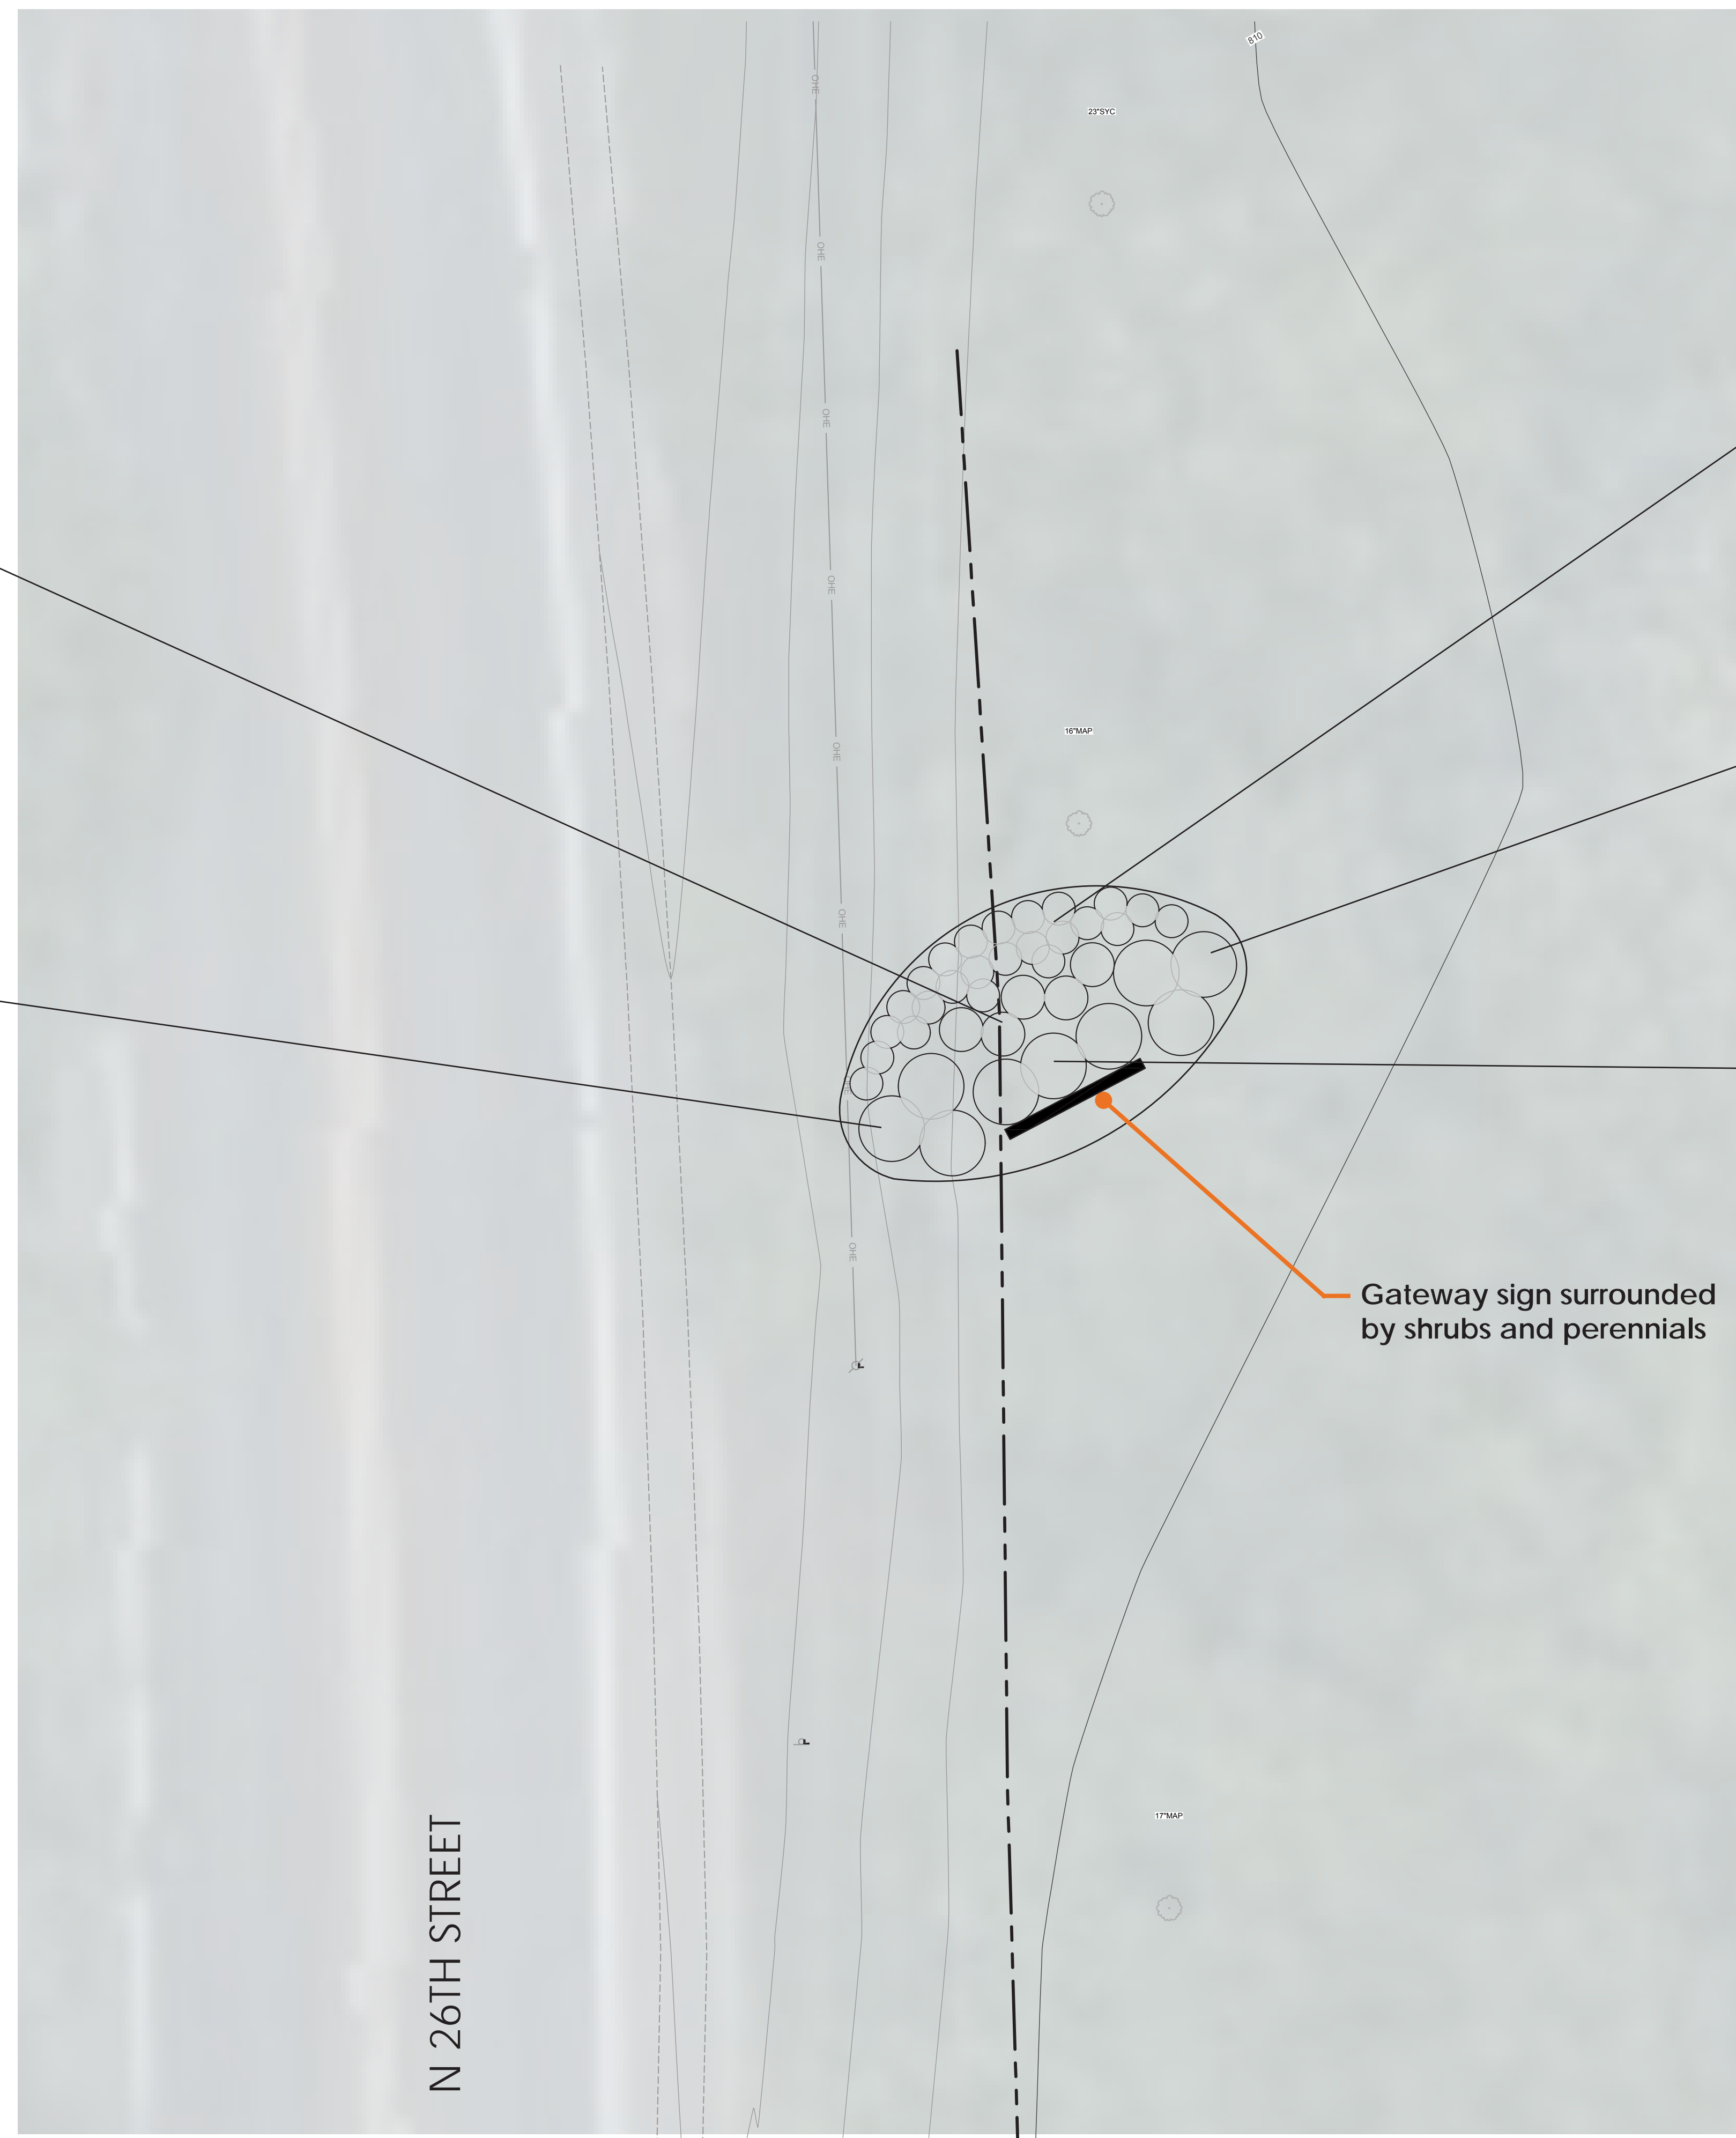 810
23"SYC
OHE
OHE
OHE
OHE
16"MAP
OHE
OHE
OHE
Gateway sign surrounded
by shrubs and perennials
17"MAP
N 26TH STREET